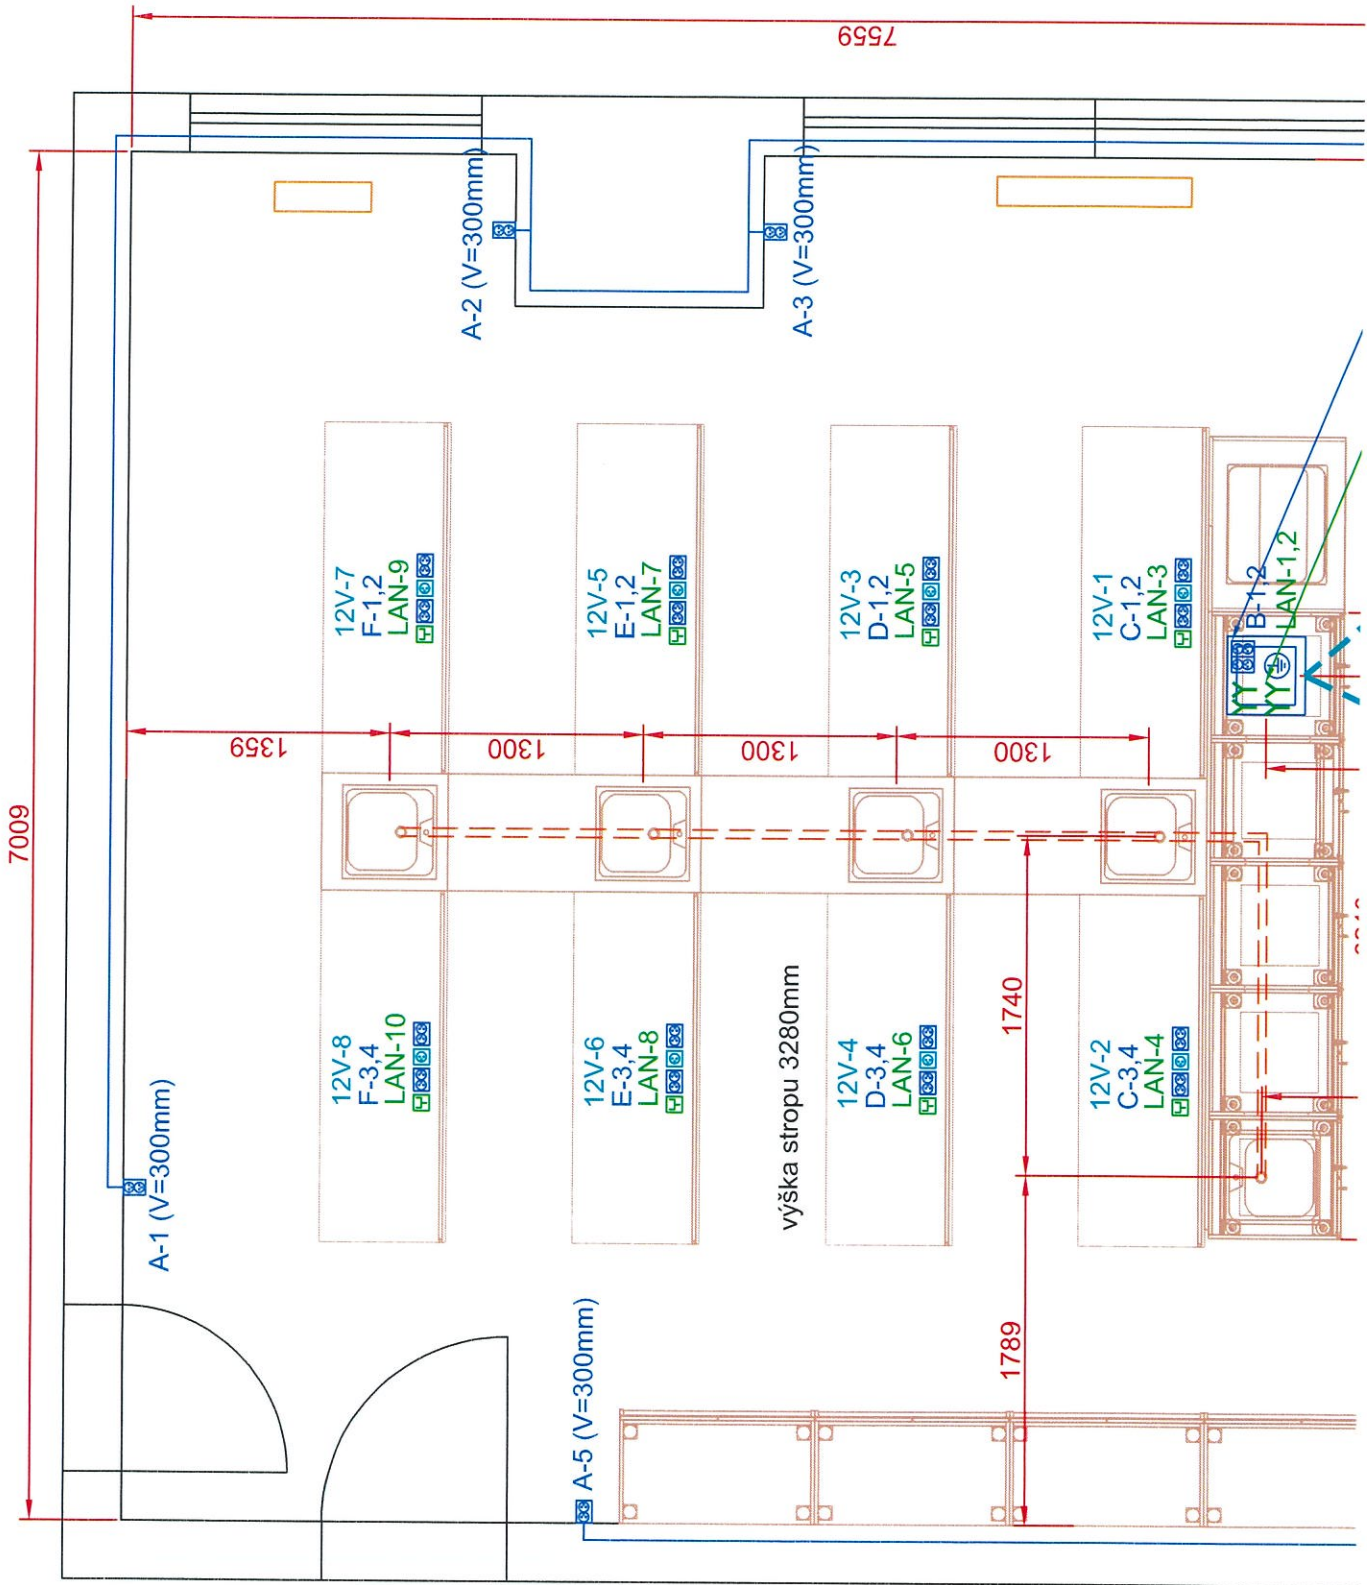 7559
7009
A-2 (V=300mm)
A-3 (V=300mm)
12V-7
F-1,2
LAN-9
12V-5
E-1,2
LAN-7
12V-3
D-1,2
LAN-5
12V-1
C-1,2
LAN-3
B-1,2
LAN-1,2
1359
1300
1300
1300
12V-8
F-3,4
LAN-10
12V-6
E-3,4
LAN-8
12V-4
D-3,4
LAN-6
12V-2
C-3,4
LAN-4
výška stropu 3280mm
1740
1789
A-1 (V=300mm)
A-5 (V=300mm)